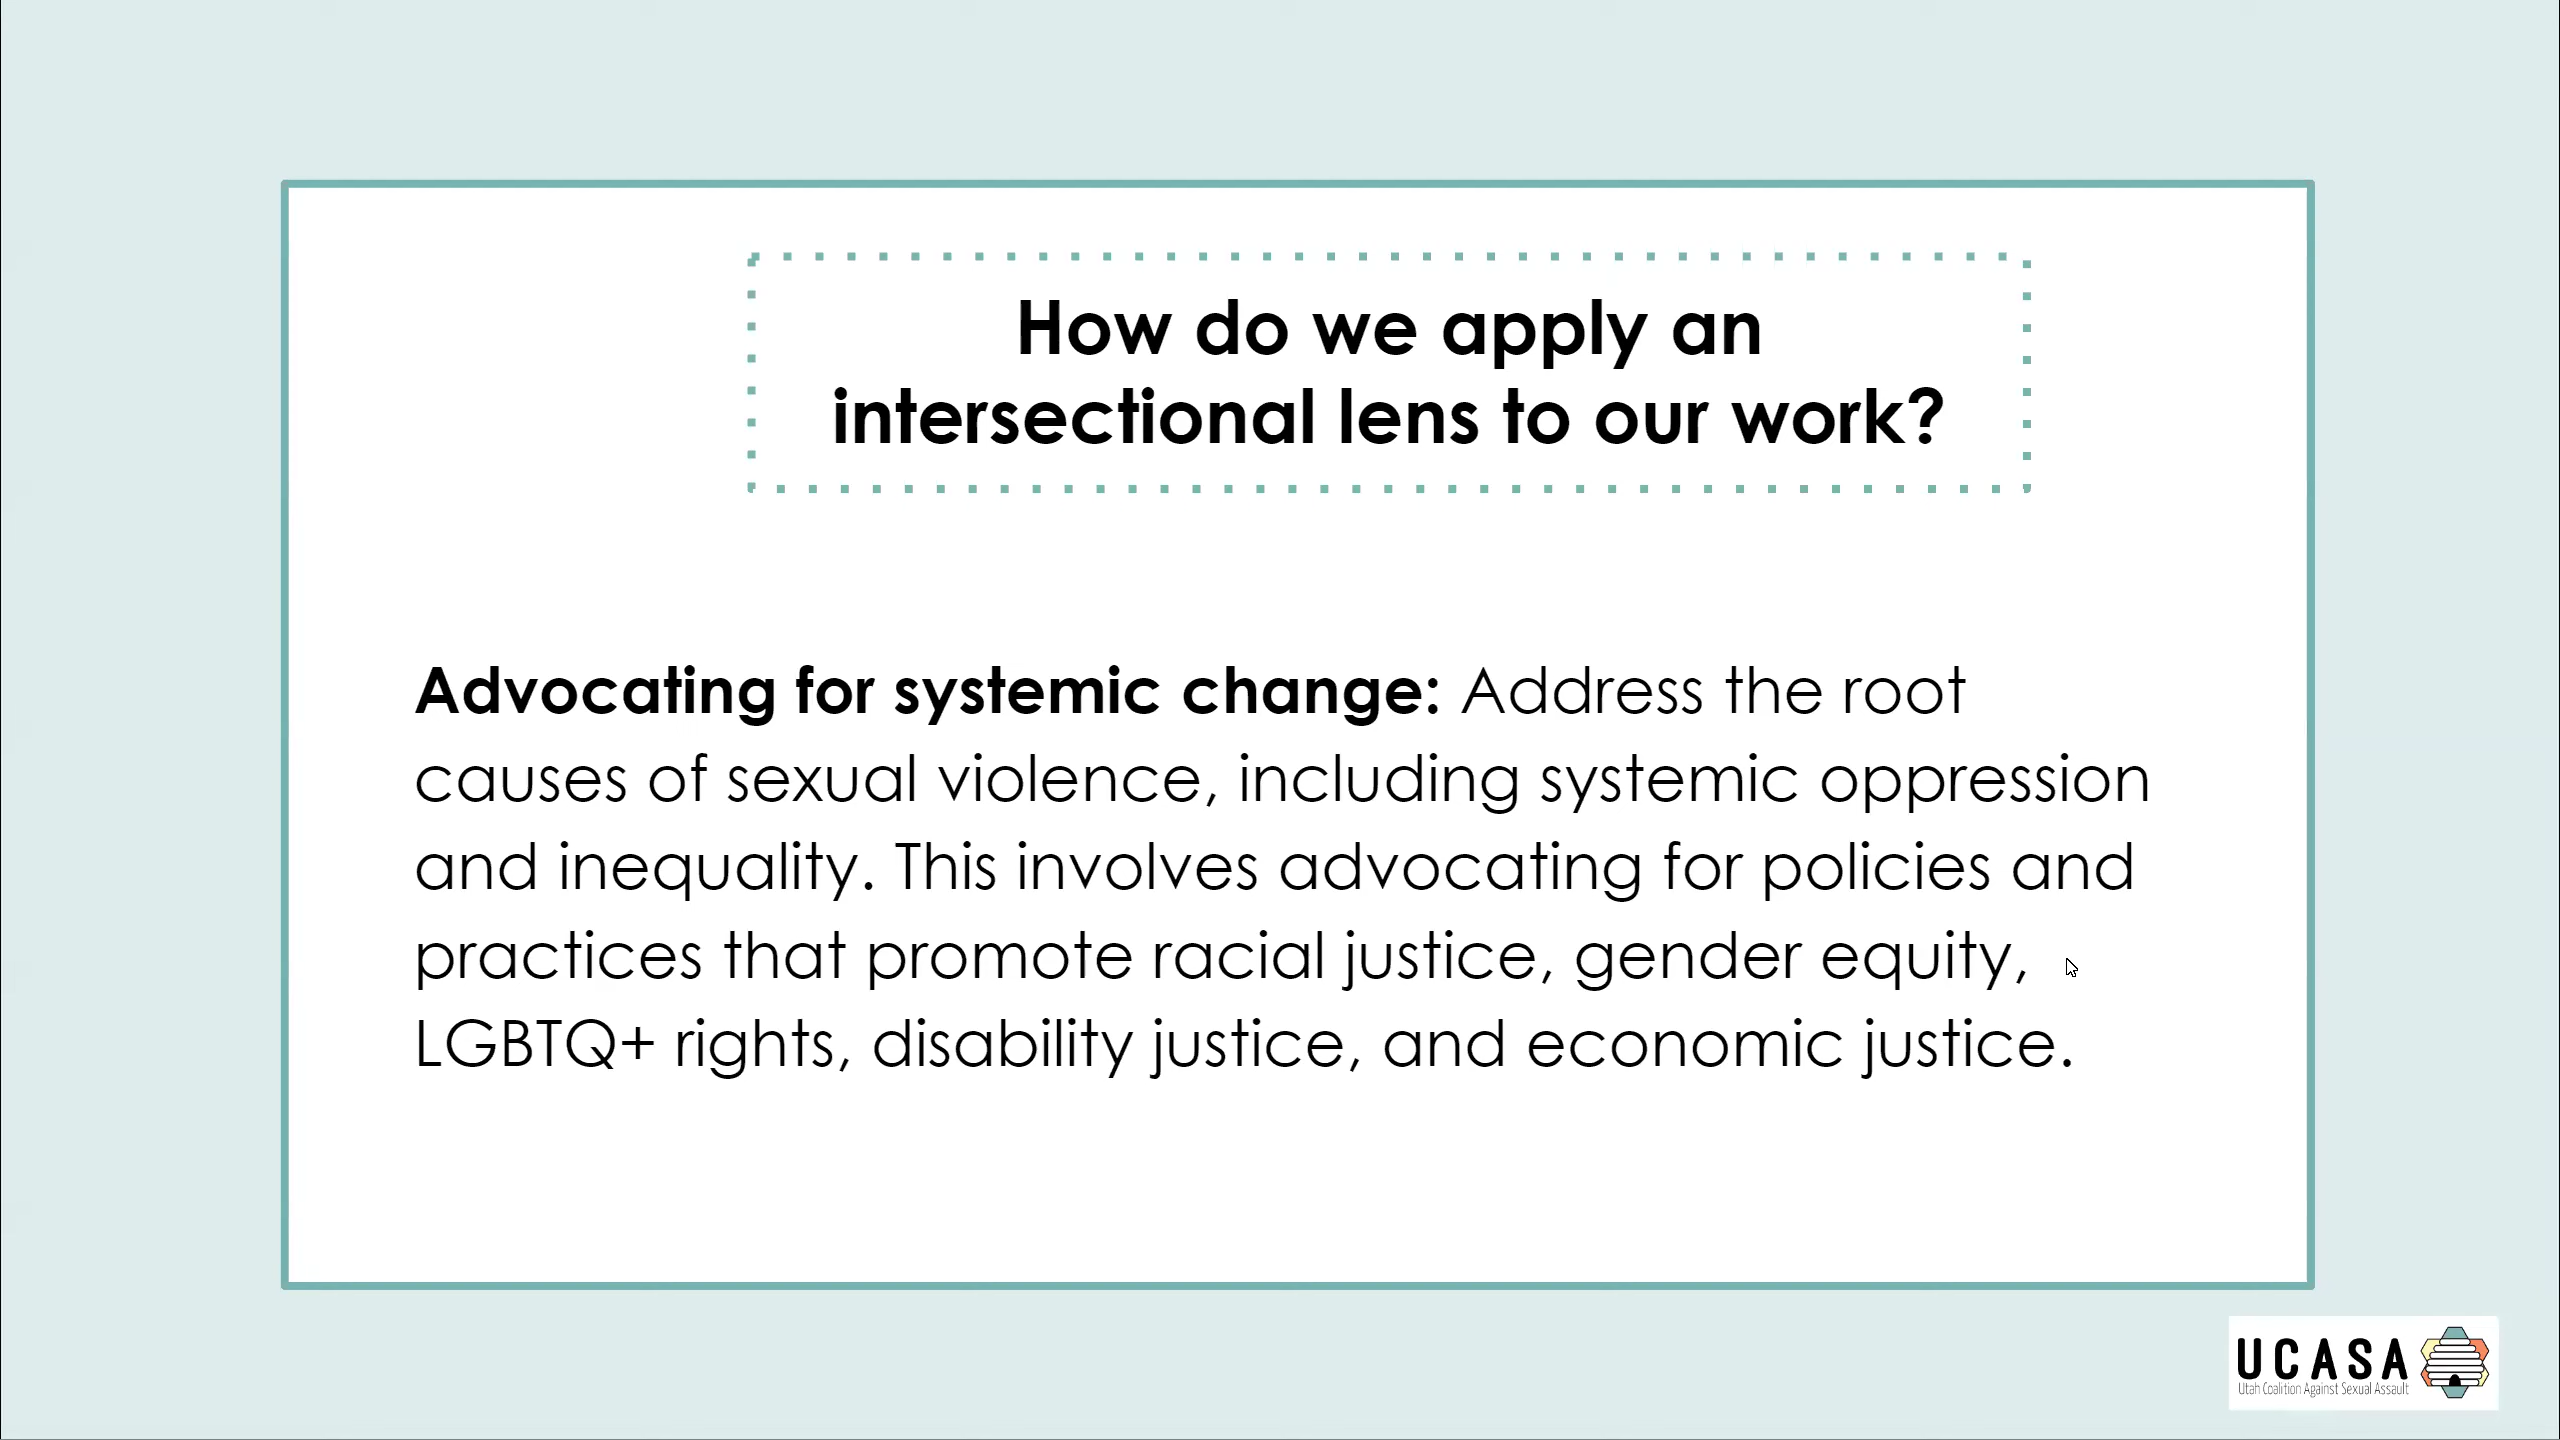 How do we apply an
intersectional lens to our work?
Advocating for systemic change: Address the root
causes of sexual violence, including systemic oppression
and inequality. This involves advocating for policies and
practices that promote racial justice, gender equity,
LGBTQ+ rights, disability justice, and economic justice.
UCASA
Utah Coalition Against Sexual Assault